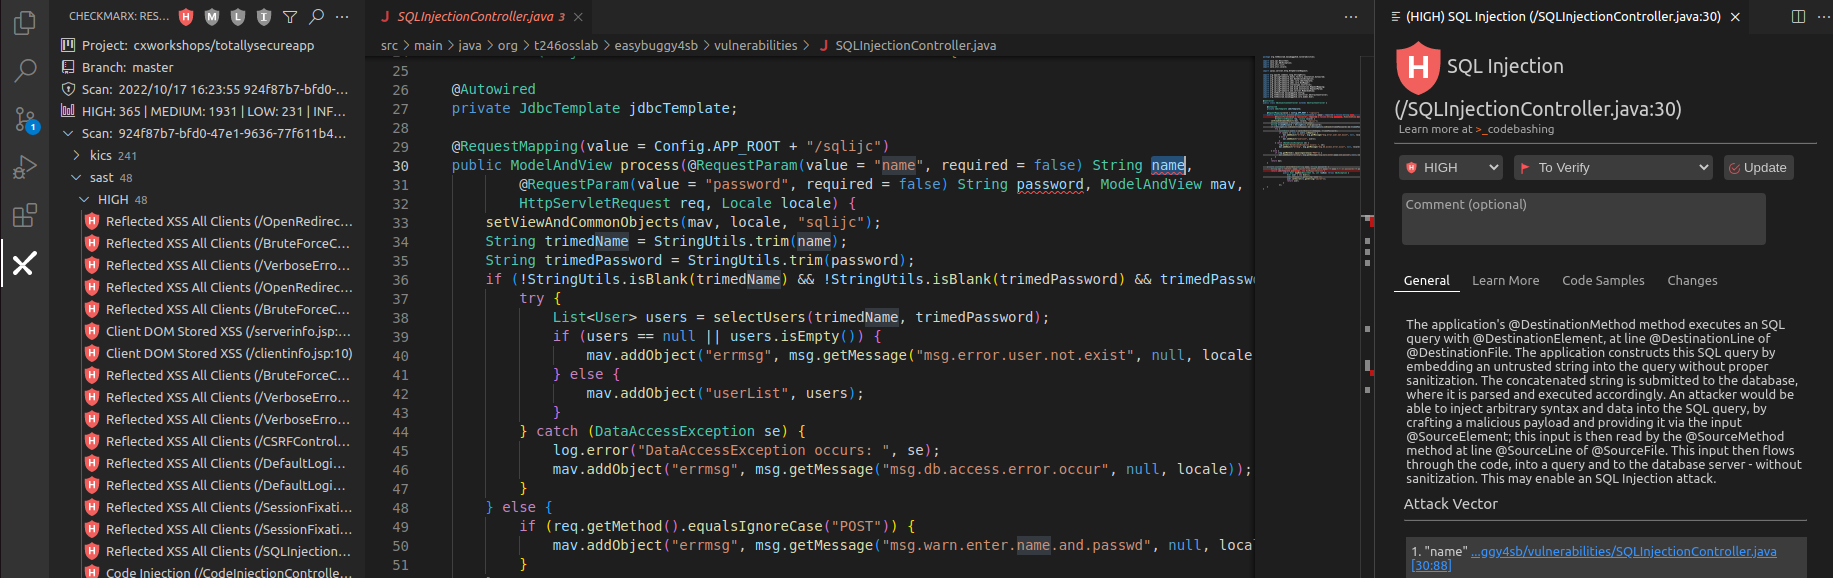 CHECKMARX: RES... H M L I ...
Project: cxworkshops/totallysecureapp
Branch: master
Scan: 2022/10/17 16:23:55 924f87b7-bfd0-...
HIGH: 365 | MEDIUM: 1931 | LOW: 231 | INF...
Scan: 924f87b7-bfd0-47e1-9636-77f611b4...
kics 241
sast 48
HIGH 48
H Reflected XSS All Clients (/OpenRedirec...
H Reflected XSS All Clients (/BruteForceC...
H Reflected XSS All Clients (/VerboseErro...
H Reflected XSS All Clients (/OpenRedirec...
H Reflected XSS All Clients (/BruteForceC...
H Client DOM Stored XSS (/serverinfo.jsp:...
H Client DOM Stored XSS (/clientinfo.jsp:10)
H Reflected XSS All Clients (/BruteForceC...
H Reflected XSS All Clients (/VerboseErro...
H Reflected XSS All Clients (/VerboseErro...
H Reflected XSS All Clients (/CSRFControl...
H Reflected XSS All Clients (/DefaultLogi...
H Reflected XSS All Clients (/DefaultLogi...
H Reflected XSS All Clients (/SessionFixati...
H Reflected XSS All Clients (/SessionFixati...
H Reflected XSS All Clients (/SQLInjection...
H Code Injection (/CodeInjectionControlle...
1
J SQLInjectionController.java 3 ×
src > main > java > org > t246osslab > easybuggy4sb > vulnerabilities > J SQLInjectionController.java
25
26 @Autowired
27 private JdbcTemplate jdbcTemplate;
28
29 @RequestMapping(value = Config.APP_ROOT + "/sqlijc")
30 public ModelAndView process(@RequestParam(value = "name", required = false) String name,
31 @RequestParam(value = "password", required = false) String password, ModelAndView mav,
32 HttpServletRequest req, Locale locale) {
33 setViewAndCommonObjects(mav, locale, "sqlijc");
34 String trimedName = StringUtils.trim(name);
35 String trimedPassword = StringUtils.trim(password);
36 if (!StringUtils.isBlank(trimedName) && !StringUtils.isBlank(trimedPassword) && trimedPassw
37 try {
38 List<User> users = selectUsers(trimedName, trimedPassword);
39 if (users == null || users.isEmpty()) {
40 mav.addObject("errmsg", msg.getMessage("msg.error.user.not.exist", null, locale
41 } else {
42 mav.addObject("userList", users);
43 }
44 } catch (DataAccessException se) {
45 log.error("DataAccessException occurs: ", se);
46 mav.addObject("errmsg", msg.getMessage("msg.db.access.error.occur", null, locale));
47 }
48 } else {
49 if (req.getMethod().equalsIgnoreCase("POST")) {
50 mav.addObject("errmsg", msg.getMessage("msg.warn.enter.name.and.passwd", null, loca
51 }
(HIGH) SQL Injection (/SQLInjectionController.java:30) ×
H SQL Injection
(/SQLInjectionController.java:30)
Learn more at >_codebashing
H HIGH To Verify Update
Comment (optional)
General Learn More Code Samples Changes
The application's @DestinationMethod method executes an SQL
query with @DestinationElement, at line @DestinationLine of
@DestinationFile. The application constructs this SQL query by
embedding an untrusted string into the query without proper
sanitization. The concatenated string is submitted to the database,
where it is parsed and executed accordingly. An attacker would be
able to inject arbitrary syntax and data into the SQL query, by
crafting a malicious payload and providing it via the input
@SourceElement; this input is then read by the @SourceMethod
method at line @SourceLine of @SourceFile. This input then flows
through the code, into a query and to the database server - without
sanitization. This may enable an SQL Injection attack.
Attack Vector
1. "name" ...ggy4sb/vulnerabilities/SQLInjectionController.java
[30:88]